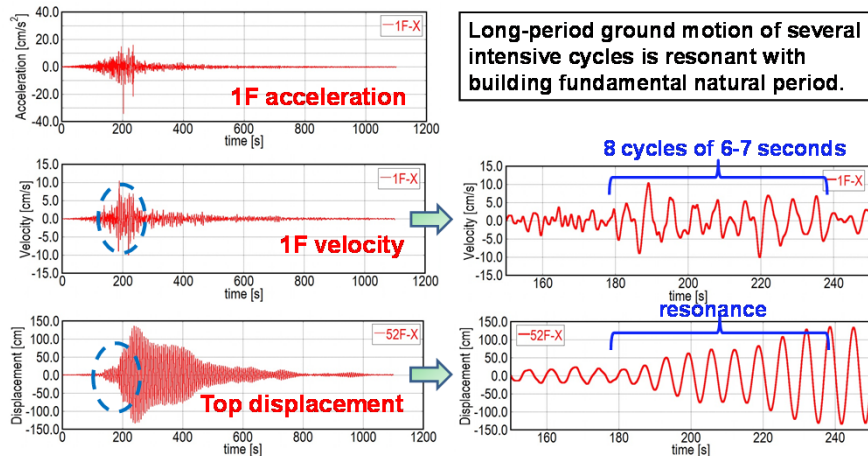 Long-period ground motion of several
intensive cycles is resonant with
building fundamental natural period.
Acceleration [cm/s²]
40.0
20.0
0.0
-20.0
-40.0
1F-X
1F acceleration
0 200 400 600 800 1000 1200
time [s]
Velocity [cm/s]
15.0
10.0
5.0
0.0
-5.0
-10.0
-15.0
1F-X
1F velocity
0 200 400 600 800 1000 1200
time [s]
8 cycles of 6-7 seconds
Velocity [cm/s]
15.0
10.0
5.0
0.0
-5.0
-10.0
-15.0
1F-X
160 180 200 220 240
time [s]
Displacement [cm]
150.0
100.0
50.0
0.0
-50.0
-100.0
-150.0
52F-X
Top displacement
0 200 400 600 800 1000 1200
time [s]
resonance
Displacement [cm]
150.0
100.0
50.0
0.0
-50.0
-100.0
-150.0
52F-X
160 180 200 220 240
time [s]